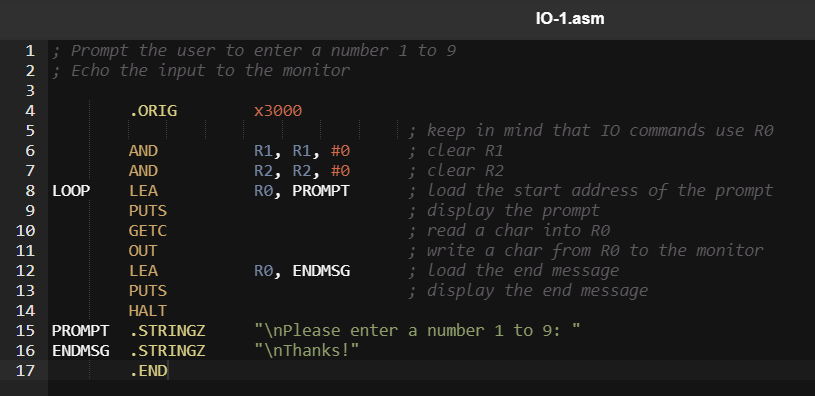 IO-1.asm
1 ; Prompt the user to enter a number 1 to 9
2 ; Echo the input to the monitor
3
4 .ORIG x3000
5 ; keep in mind that IO commands use R0
6 AND R1, R1, #0 ; clear R1
7 AND R2, R2, #0 ; clear R2
8 LOOP LEA R0, PROMPT ; load the start address of the prompt
9 PUTS ; display the prompt
10 GETC ; read a char into R0
11 OUT ; write a char from R0 to the monitor
12 LEA R0, ENDMSG ; load the end message
13 PUTS ; display the end message
14 HALT
15 PROMPT .STRINGZ "\nPlease enter a number 1 to 9: "
16 ENDMSG .STRINGZ "\nThanks!"
17 .END